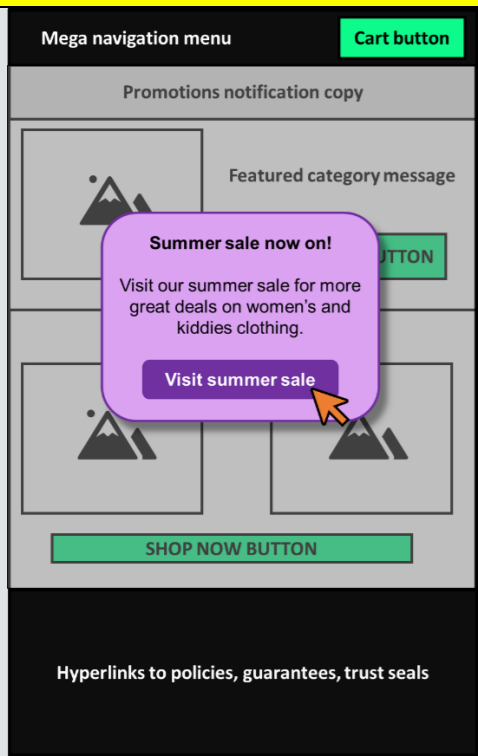 Mega navigation menu
Cart button
Promotions notification copy
Featured category message
Summer sale now on!
Visit our summer sale for more
great deals on women's and
kiddies clothing.
Visit summer sale
SHOP NOW BUTTON
Hyperlinks to policies, guarantees, trust seals